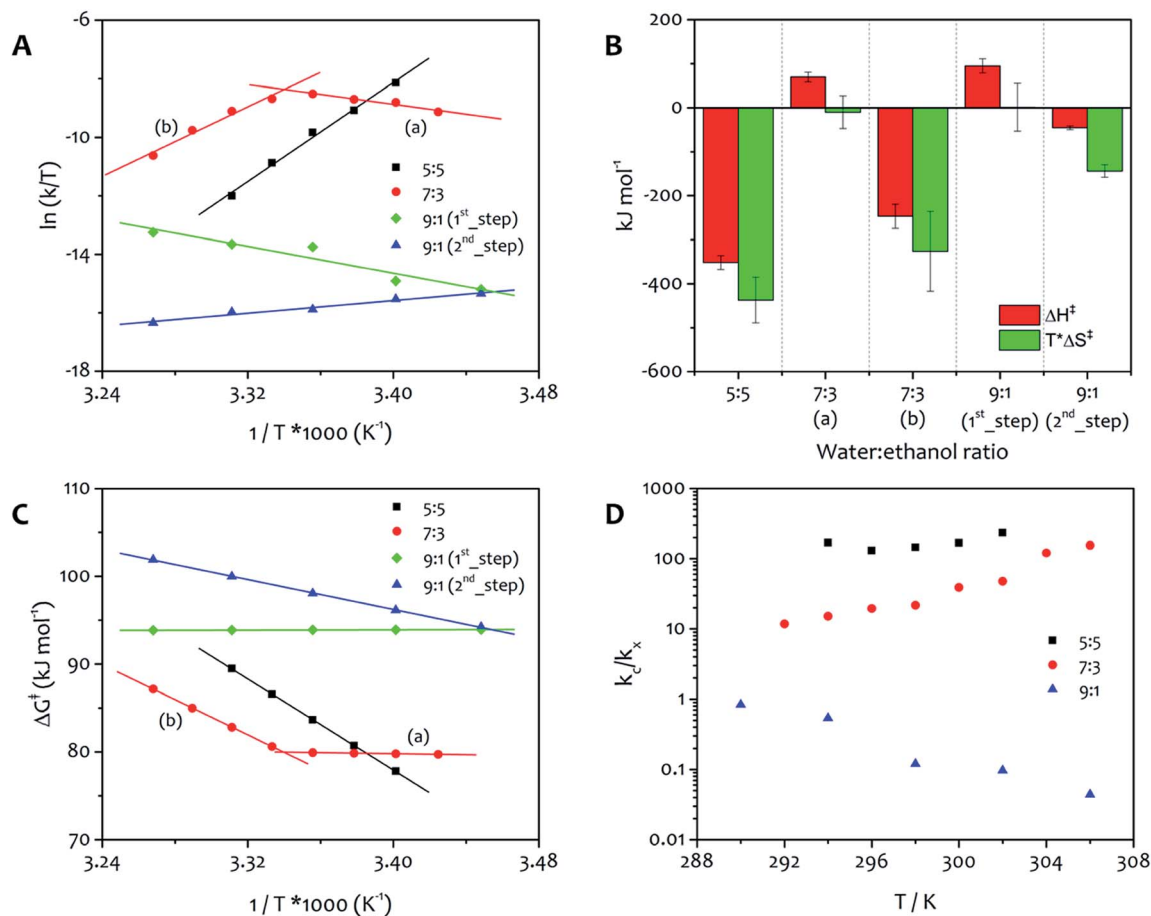 A
-6
-10
-14
-18
ln (k/T)
(b)
(a)
5:5
7:3
9:1 (1st_step)
9:1 (2nd_step)
3.24 3.32 3.40 3.48
1 / T *1000 (K-1)
B
200
0
-200
-400
-600
kJ mol-1
ΔH‡
T*ΔS‡
5:5 7:3 7:3 9:1 9:1
(a) (b) (1st_step) (2nd_step)
Water:ethanol ratio
C
110
100
90
80
70
ΔG‡ (kJ mol-1)
5:5
7:3
9:1 (1st_step)
9:1 (2nd_step)
(b)
(a)
3.24 3.32 3.40 3.48
1 / T *1000 (K-1)
D
1000
100
10
1
0.1
0.01
kc/kx
5:5
7:3
9:1
288 292 296 300 304 308
T / K